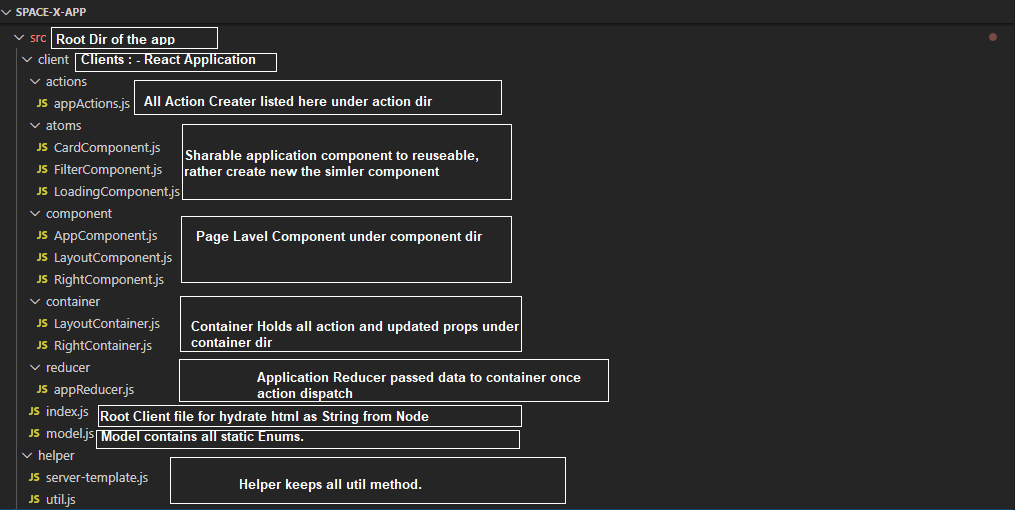 SPACE-X-APP
src Root Dir of the app
client Clients : - React Application
actions
JS appActions.js All Action Creater listed here under action dir
atoms
JS CardComponent.js
Sharable application component to reuseable,
JS FilterComponent.js
rather create new the simler component
JS LoadingComponent.js
component
JS AppComponent.js Page Lavel Component under component dir
JS LayoutComponent.js
JS RightComponent.js
container
JS LayoutContainer.js Container Holds all action and updated props under
JS RightContainer.js container dir
reducer
Application Reducer passed data to container once
JS appReducer.js action dispatch
JS index.js Root Client file for hydrate html as String from Node
JS model.js Model contains all static Enums.
helper
JS server-template.js Helper keeps all util method.
JS util.js